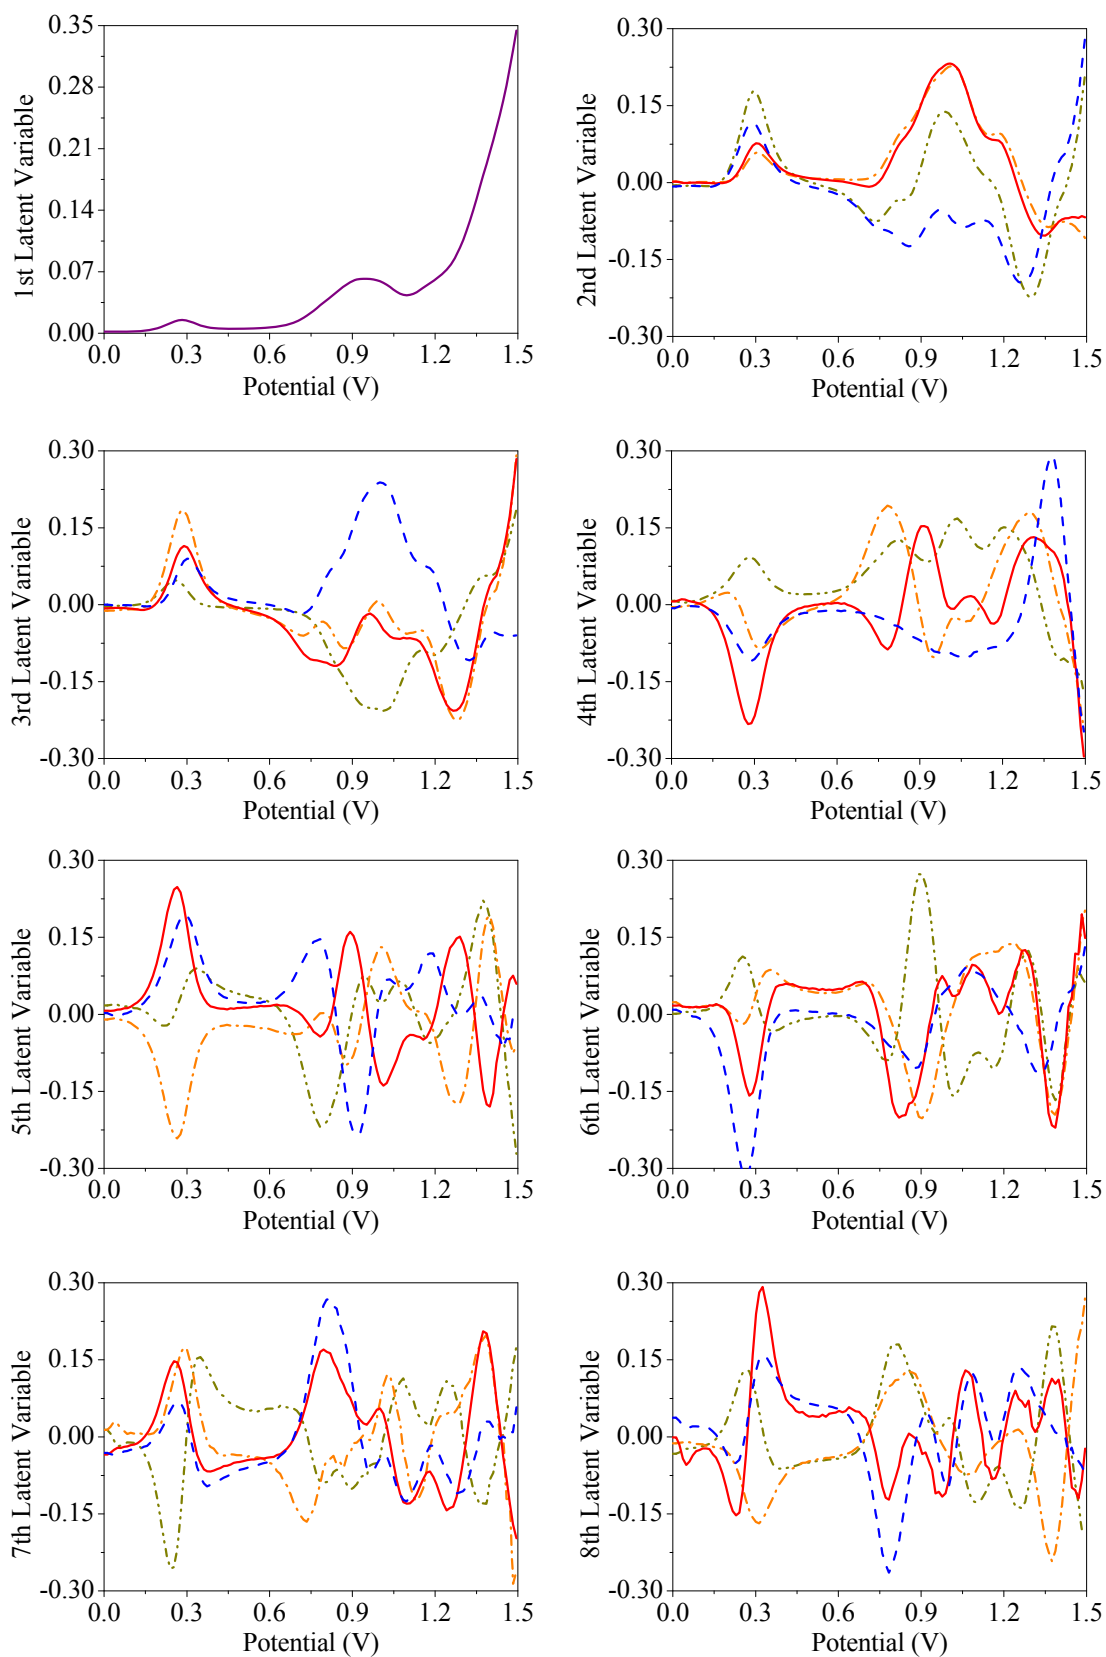 0.35
0.28
0.21
0.14
0.07
0.00
1st Latent Variable
0.0 0.3 0.6 0.9 1.2 1.5
Potential (V)
0.30
0.15
0.00
-0.15
-0.30
2nd Latent Variable
0.0 0.3 0.6 0.9 1.2 1.5
Potential (V)
0.30
0.15
0.00
-0.15
-0.30
3rd Latent Variable
0.0 0.3 0.6 0.9 1.2 1.5
Potential (V)
0.30
0.15
0.00
-0.15
-0.30
4th Latent Variable
0.0 0.3 0.6 0.9 1.2 1.5
Potential (V)
0.30
0.15
0.00
-0.15
-0.30
5th Latent Variable
0.0 0.3 0.6 0.9 1.2 1.5
Potential (V)
0.30
0.15
0.00
-0.15
-0.30
6th Latent Variable
0.0 0.3 0.6 0.9 1.2 1.5
Potential (V)
0.30
0.15
0.00
-0.15
-0.30
7th Latent Variable
0.0 0.3 0.6 0.9 1.2 1.5
Potential (V)
0.30
0.15
0.00
-0.15
-0.30
8th Latent Variable
0.0 0.3 0.6 0.9 1.2 1.5
Potential (V)